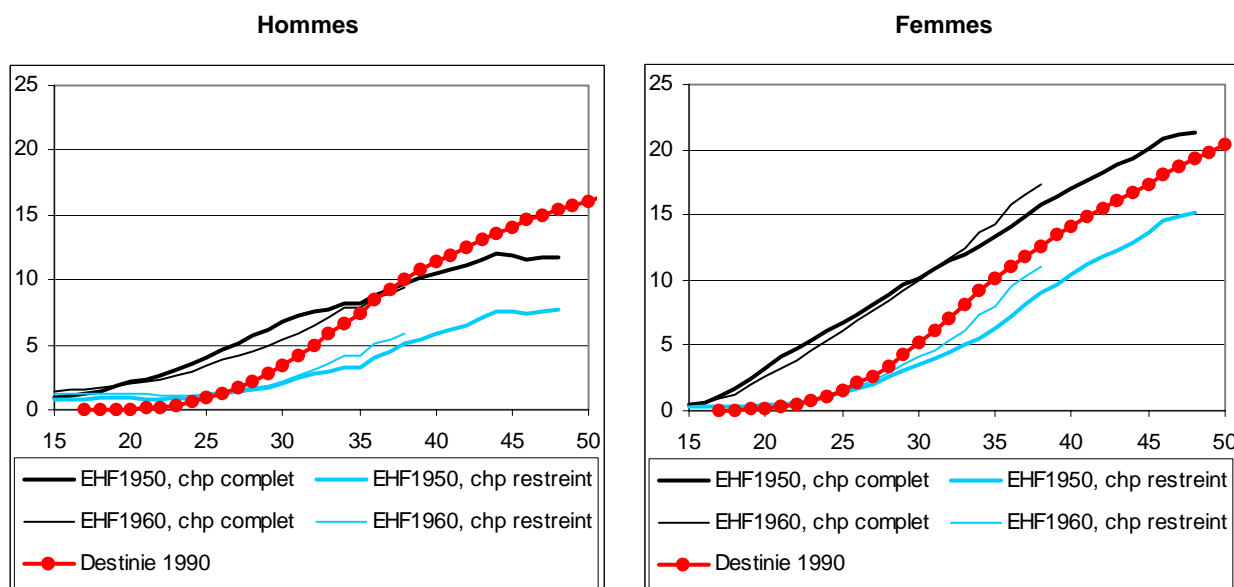 Hommes
25
20
15
10
5
0
15 20 25 30 35 40 45 50
EHF1950, chp complet EHF1950, chp restreint
EHF1960, chp complet EHF1960, chp restreint
Destinie 1990
Femmes
25
20
15
10
5
0
15 20 25 30 35 40 45 50
EHF1950, chp complet EHF1950, chp restreint
EHF1960, chp complet EHF1960, chp restreint
Destinie 1990